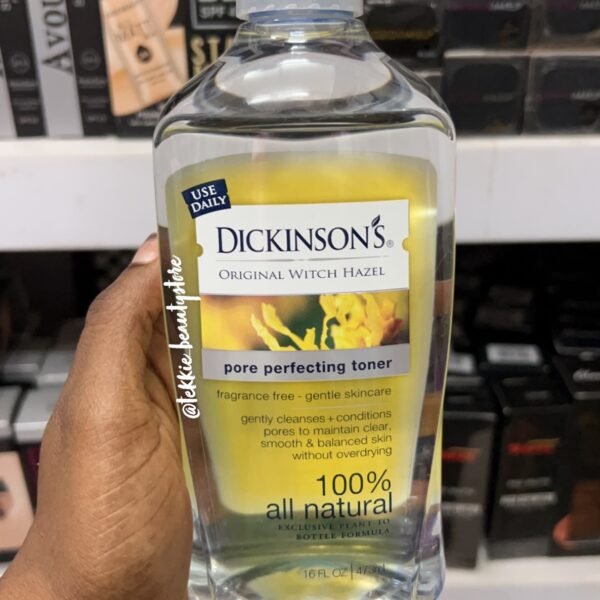 USE
DAILY
DICKINSON'S®
ORIGINAL WITCH HAZEL
pore perfecting toner
fragrance free - gentle skincare
gently cleanses + conditions
pores to maintain clear,
smooth & balanced skin
without overdrying
100%
all natural
EXCLUSIVE PLANT TO
BOTTLE FORMULA
16 FL OZ | 473ml
@tekkie_beautystore